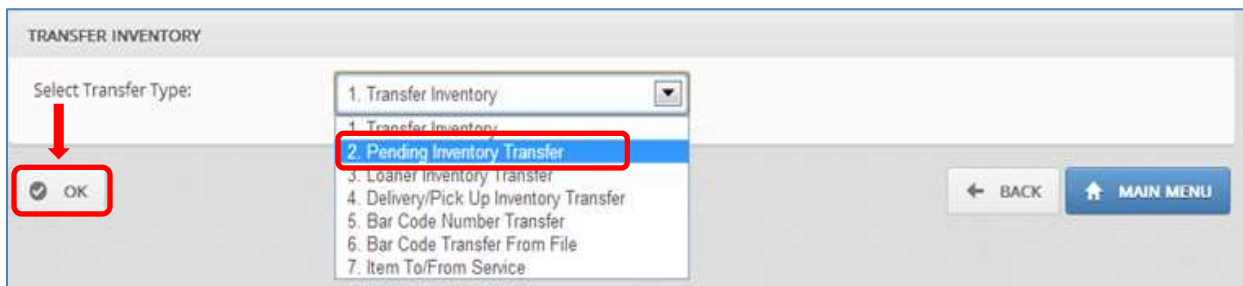 TRANSFER INVENTORY
Select Transfer Type:
1. Transfer Inventory
1. Transfer Inventory
2. Pending Inventory Transfer
3. Loaner Inventory Transfer
4. Delivery/Pick Up Inventory Transfer
5. Bar Code Number Transfer
6. Bar Code Transfer From File
7. Item To/From Service
OK
BACK
MAIN MENU